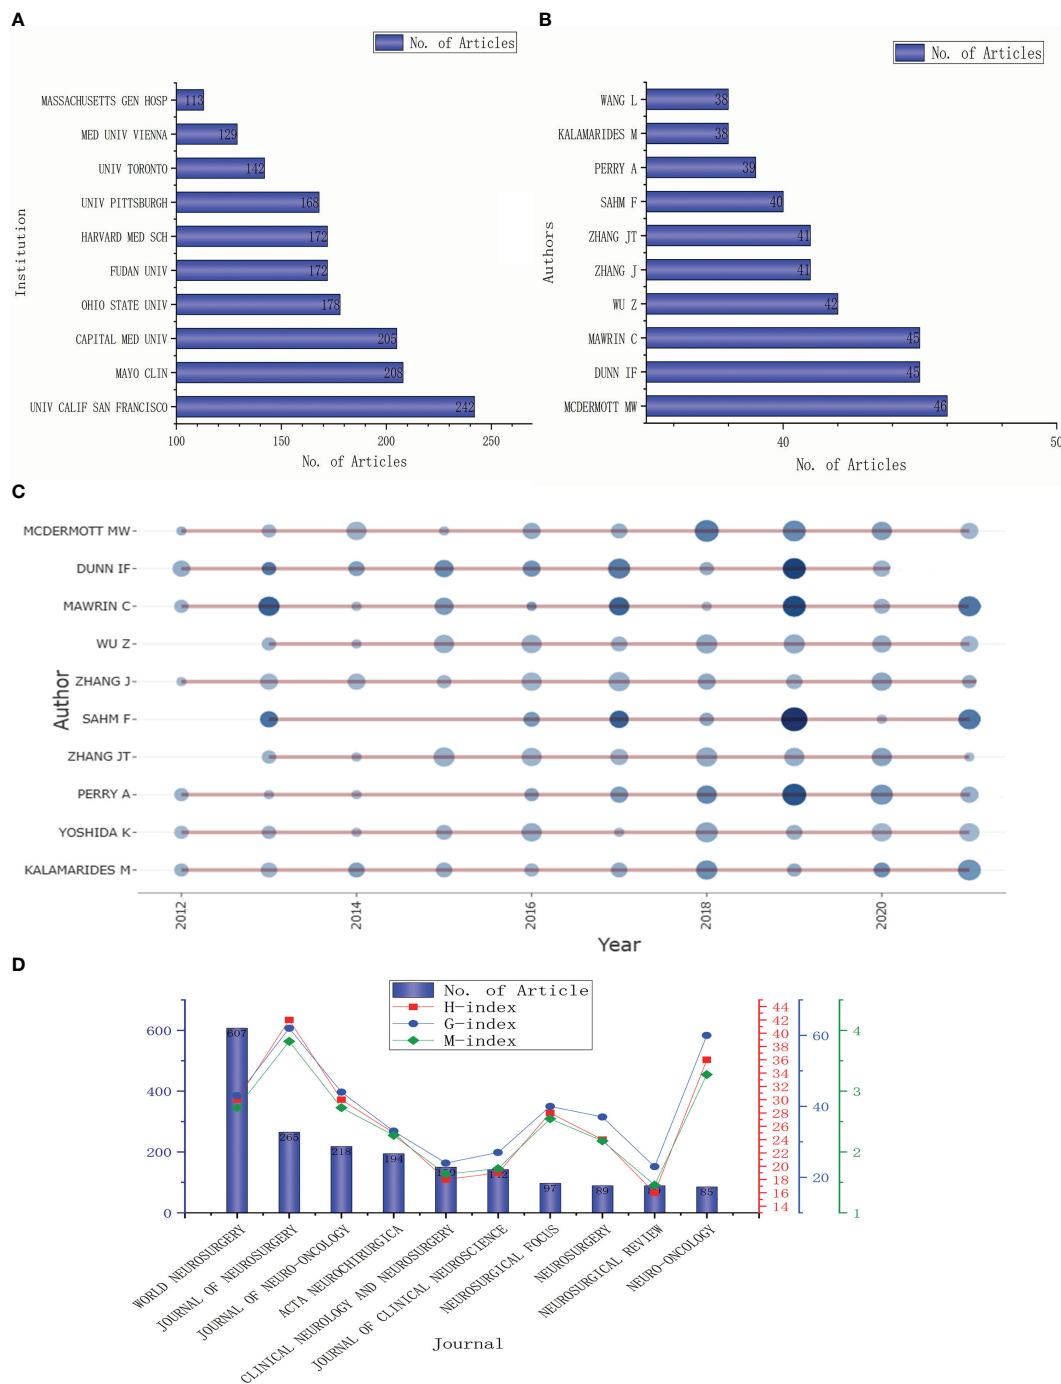 A
No. of Articles
Institution
MASSACHUSETTS GEN HOSP
113
MED UNIV VIENNA
129
UNIV TORONTO
142
UNIV PITTSBURGH
168
HARVARD MED SCH
172
FUDAN UNIV
172
OHIO STATE UNIV
178
CAPITAL MED UNIV
205
MAYO CLIN
208
UNIV CALIF SAN FRANCISCO
242
100 150 200 250
No. of Articles
B
No. of Articles
Authors
WANG L
38
KALAMARIDES M
38
PERRY A
39
SAHM F
40
ZHANG JT
41
ZHANG J
41
WU Z
42
MAWRIN C
45
DUNN IF
45
MCDERMOTT MW
46
40 50
No. of Articles
C
Author
MCDERMOTT MW
DUNN IF
MAWRIN C
WU Z
ZHANG J
SAHM F
ZHANG JT
PERRY A
YOSHIDA K
KALAMARIDES M
2012 2014 2016 2018 2020
Year
D
No. of Article
H-index
G-index
M-index
600
400
200
0
607
265
218
194
142
97
89
85
44
42
40
38
36
34
32
30
28
26
24
22
20
18
16
14
60
40
20
4
3
2
1
WORLD NEUROSURGERY
JOURNAL OF NEUROSURGERY
JOURNAL OF NEURO-ONCOLOGY
ACTA NEUROCHIRURGICA
CLINICAL NEUROLOGY AND NEUROSURGERY
JOURNAL OF CLINICAL NEUROSCIENCE
NEUROSURGICAL FOCUS
NEUROSURGERY
NEUROSURGICAL REVIEW
NEURO-ONCOLOGY
Journal